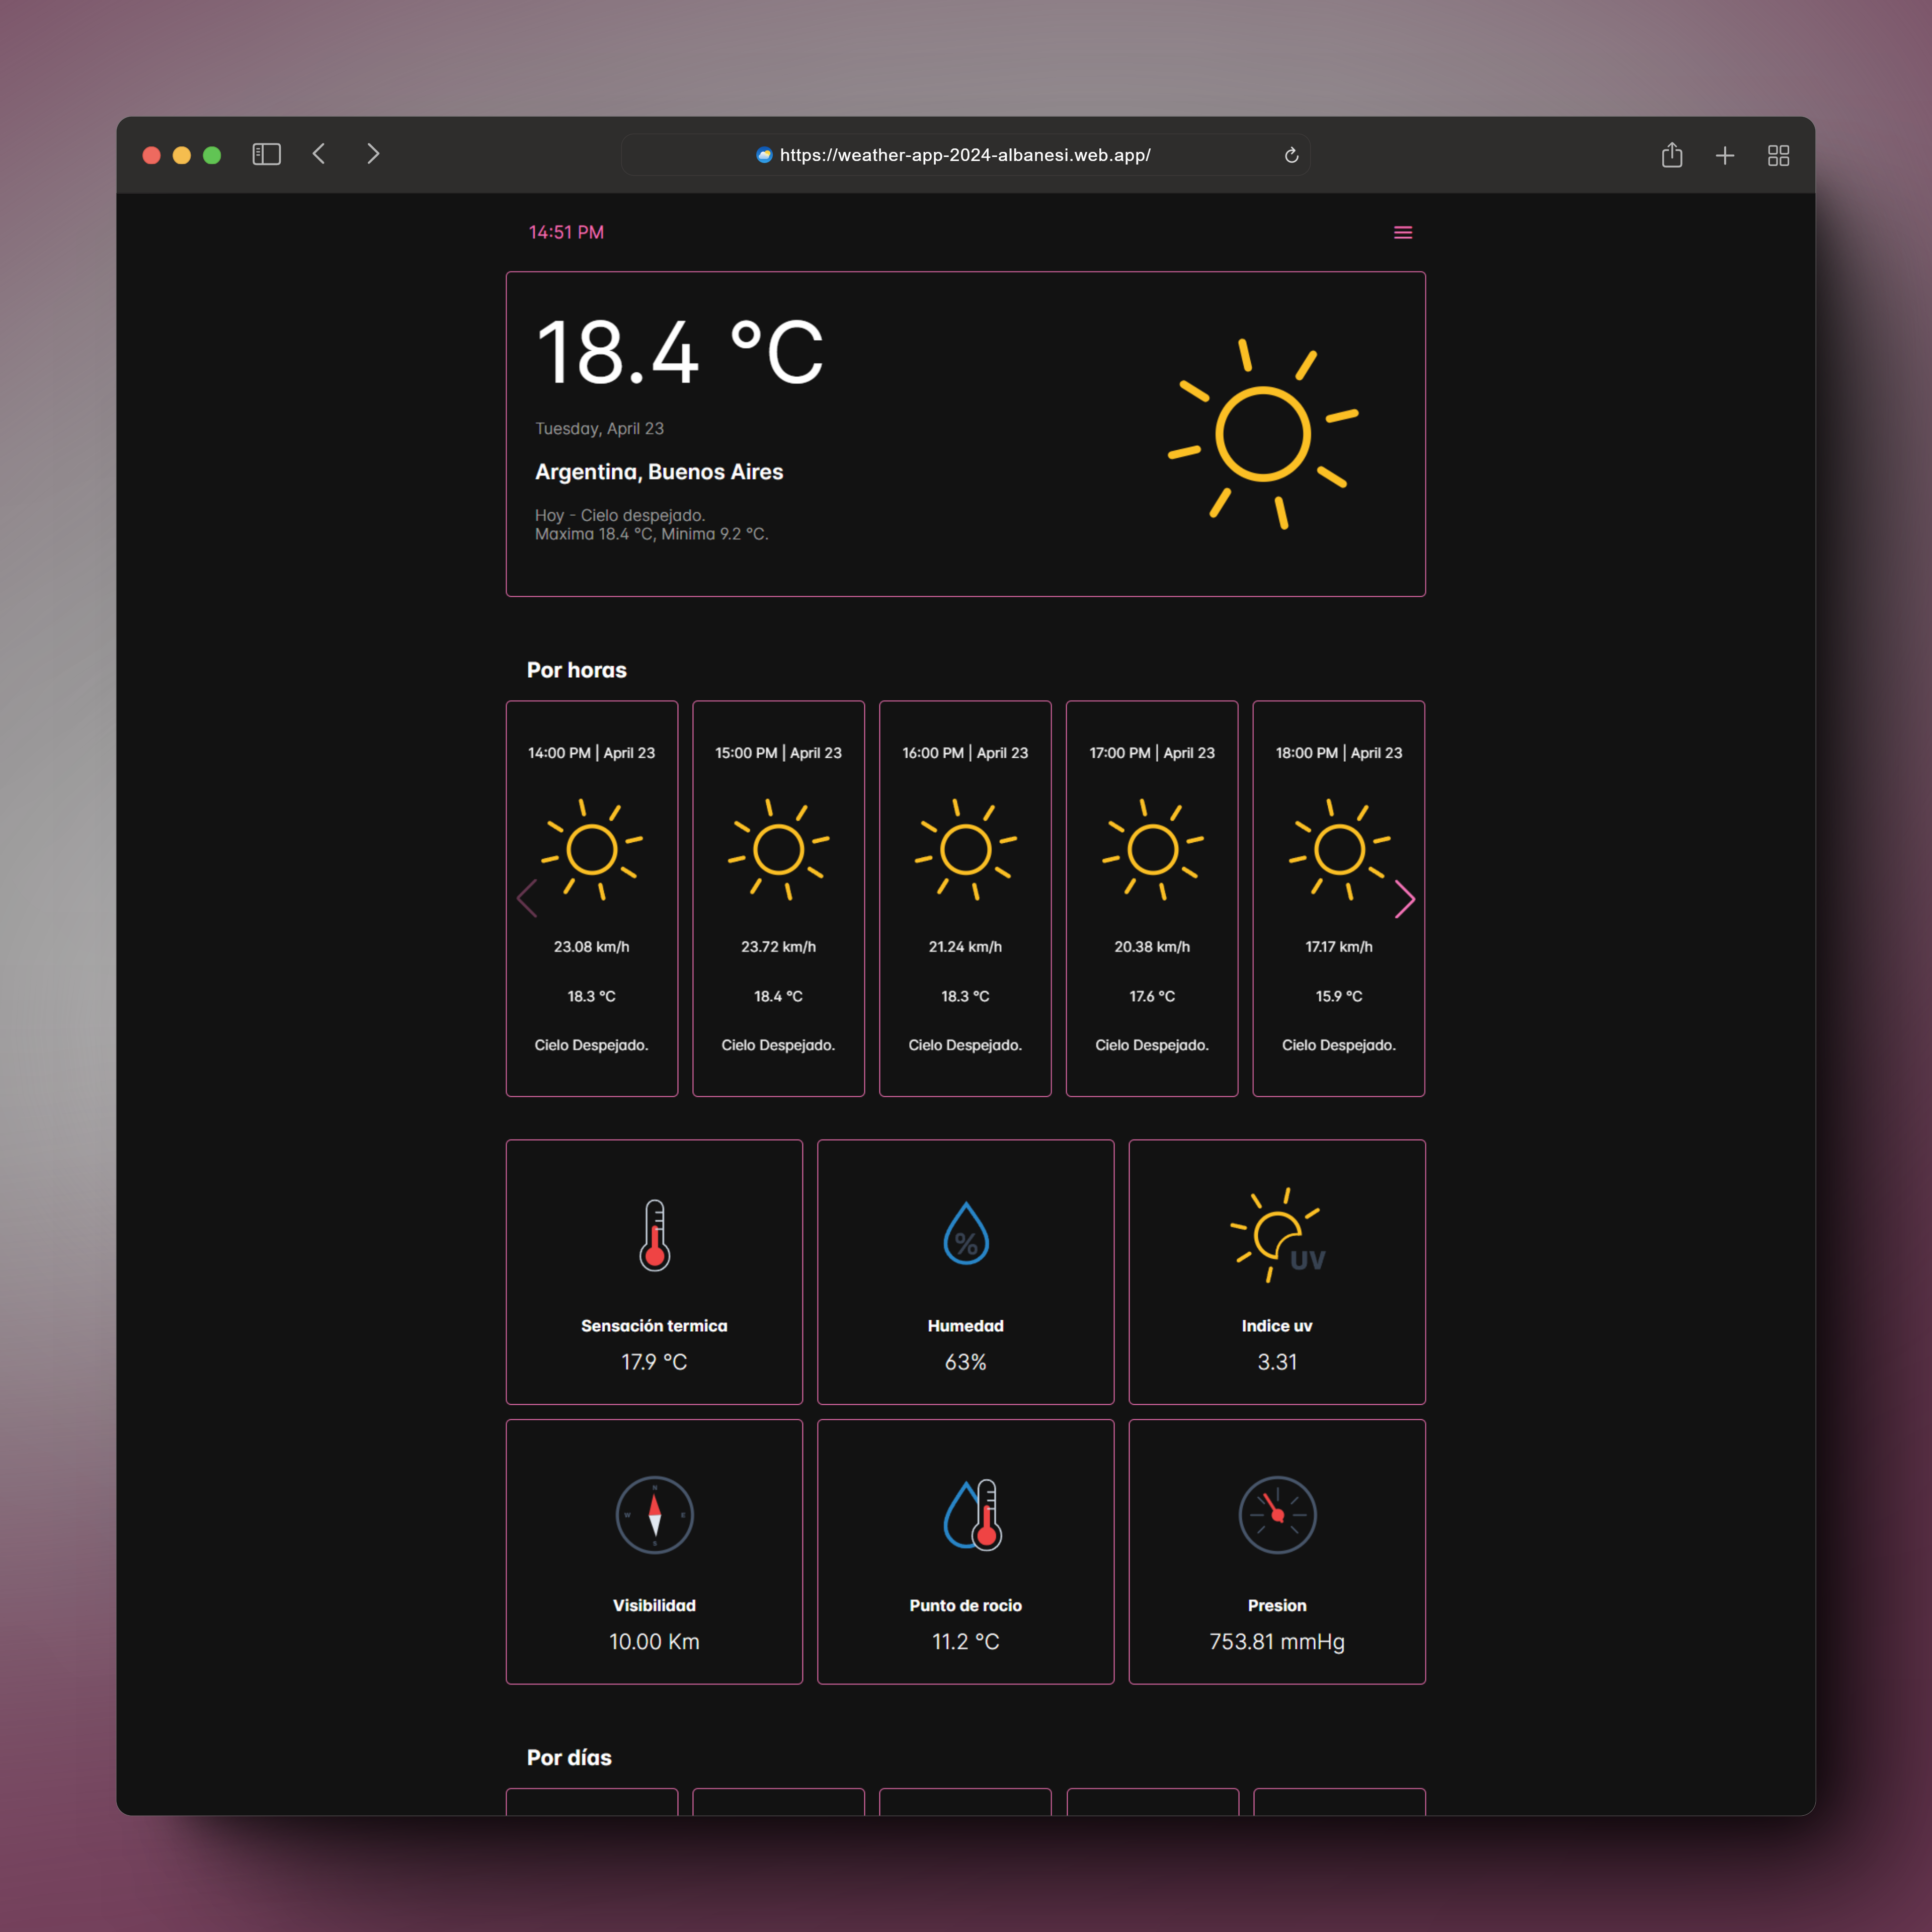 https://weather-app-2024-albanesi.web.app/
14:51 PM
18.4 °C
Tuesday, April 23
Argentina, Buenos Aires
Hoy - Cielo despejado.
Maxima 18.4 °C, Minima 9.2 °C.
Por horas
14:00 PM | April 23
23.08 km/h
18.3 °C
Cielo Despejado.
15:00 PM | April 23
23.72 km/h
18.4 °C
Cielo Despejado.
16:00 PM | April 23
21.24 km/h
18.3 °C
Cielo Despejado.
17:00 PM | April 23
20.38 km/h
17.6 °C
Cielo Despejado.
18:00 PM | April 23
17.17 km/h
15.9 °C
Cielo Despejado.
Sensación termica
17.9 °C
%
Humedad
63%
UV
Indice uv
3.31
N
W
E
S
Visibilidad
10.00 Km
Punto de rocio
11.2 °C
Presion
753.81 mmHg
Por días